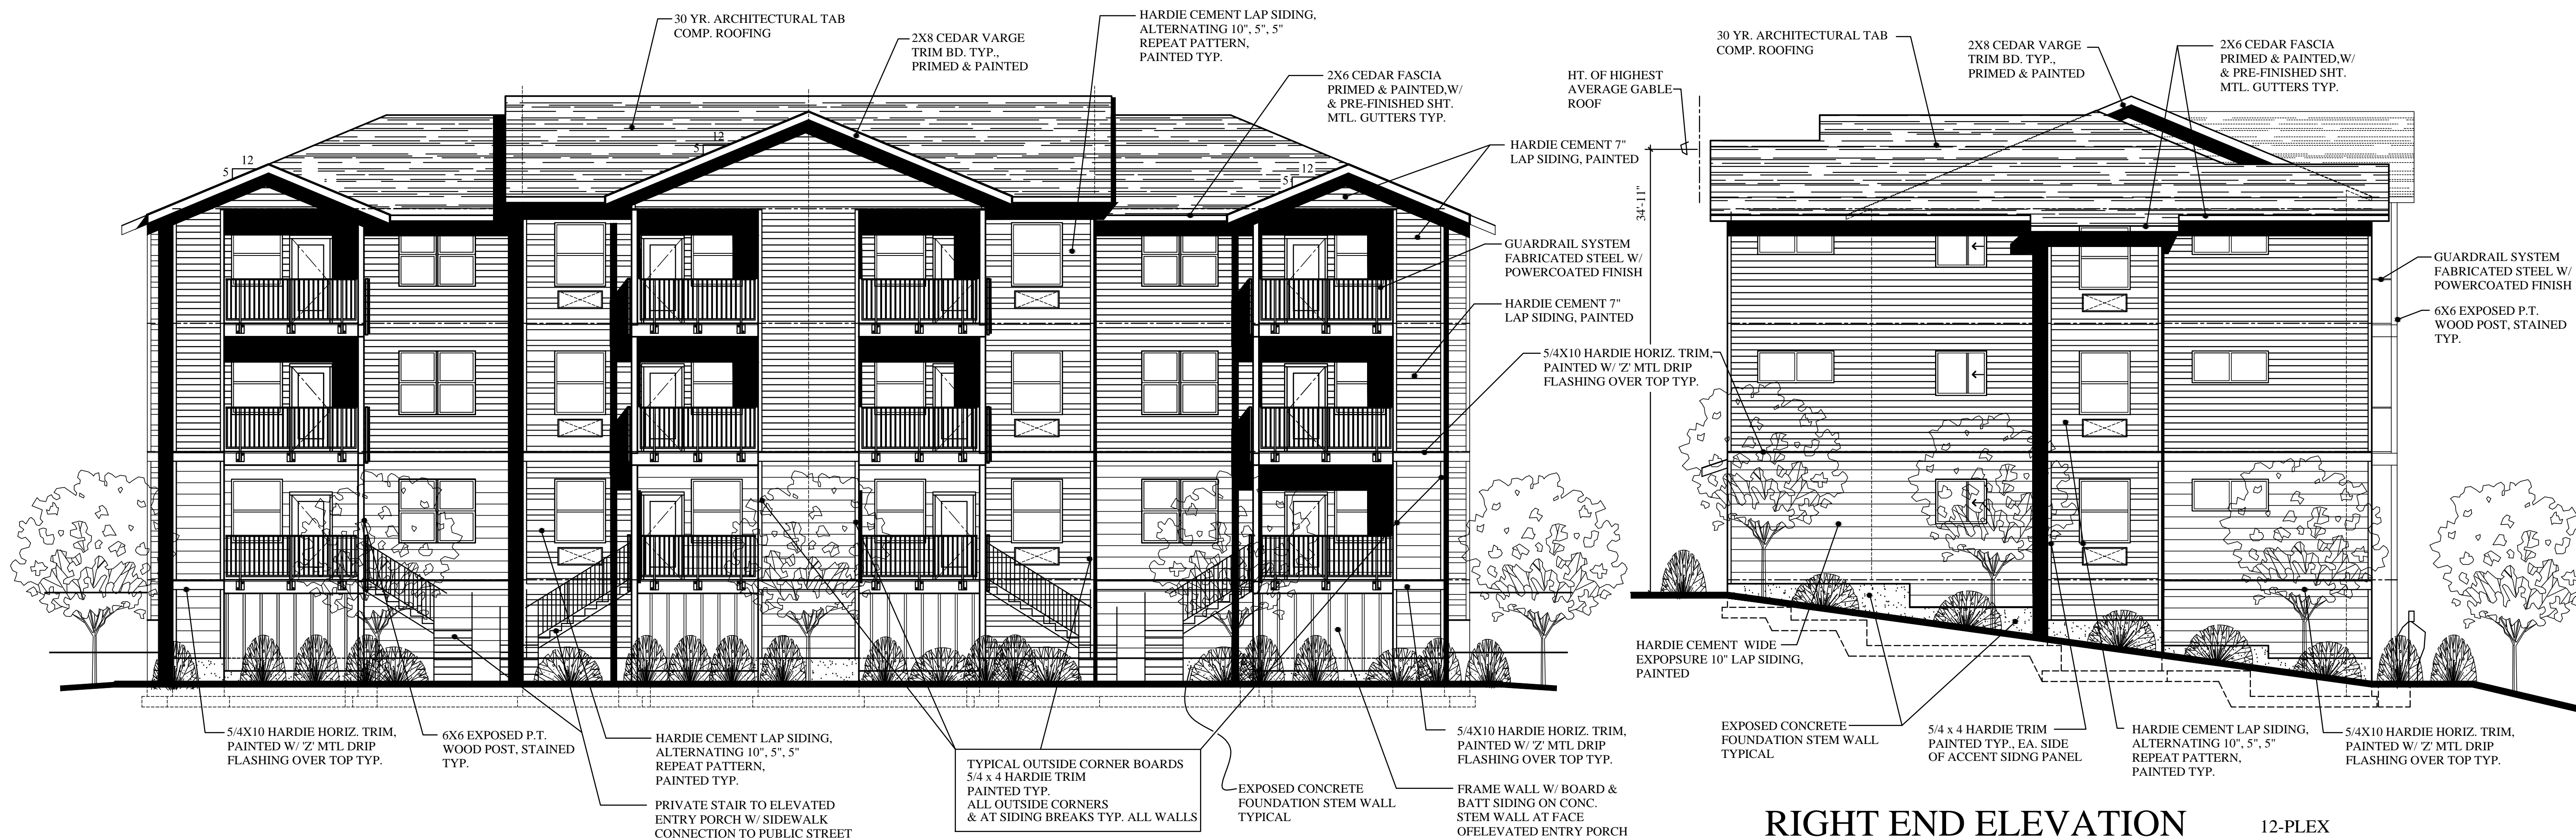 30 YR. ARCHITECTURAL TAB
COMP. ROOFING
2X8 CEDAR VARGE
TRIM BD. TYP.,
PRIMED & PAINTED
HARDIE CEMENT LAP SIDING,
ALTERNATING 10", 5", 5"
REPEAT PATTERN,
PAINTED TYP.
2X6 CEDAR FASCIA
PRIMED & PAINTED,W/
& PRE-FINISHED SHT.
MTL. GUTTERS TYP.
HARDIE CEMENT 7"
LAP SIDING, PAINTED
12
5
12
5
12
5
GUARDRAIL SYSTEM
FABRICATED STEEL W/
POWERCOATED FINISH
HARDIE CEMENT 7"
LAP SIDING, PAINTED
5/4X10 HARDIE HORIZ. TRIM,
PAINTED W/ 'Z' MTL DRIP
FLASHING OVER TOP TYP.
5/4X10 HARDIE HORIZ. TRIM,
PAINTED W/ 'Z' MTL DRIP
FLASHING OVER TOP TYP.
6X6 EXPOSED P.T.
WOOD POST, STAINED
TYP.
HARDIE CEMENT LAP SIDING,
ALTERNATING 10", 5", 5"
REPEAT PATTERN,
PAINTED TYP.
PRIVATE STAIR TO ELEVATED
ENTRY PORCH W/ SIDEWALK
CONNECTION TO PUBLIC STREET
TYPICAL OUTSIDE CORNER BOARDS
5/4 x 4 HARDIE TRIM
PAINTED TYP.
ALL OUTSIDE CORNERS
& AT SIDING BREAKS TYP. ALL WALLS
EXPOSED CONCRETE
FOUNDATION STEM WALL
TYPICAL
5/4X10 HARDIE HORIZ. TRIM,
PAINTED W/ 'Z' MTL DRIP
FLASHING OVER TOP TYP.
FRAME WALL W/ BOARD &
BATT SIDING ON CONC.
STEM WALL AT FACE
OFELEVATED ENTRY PORCH
HT. OF HIGHEST
AVERAGE GABLE
ROOF
34'-11"
30 YR. ARCHITECTURAL TAB
COMP. ROOFING
2X8 CEDAR VARGE
TRIM BD. TYP.,
PRIMED & PAINTED
2X6 CEDAR FASCIA
PRIMED & PAINTED,W/
& PRE-FINISHED SHT.
MTL. GUTTERS TYP.
GUARDRAIL SYSTEM
FABRICATED STEEL W/
POWERCOATED FINISH
6X6 EXPOSED P.T.
WOOD POST, STAINED
TYP.
HARDIE CEMENT WIDE
EXPOPSURE 10" LAP SIDING,
PAINTED
EXPOSED CONCRETE
FOUNDATION STEM WALL
TYPICAL
5/4 x 4 HARDIE TRIM
PAINTED TYP., EA. SIDE
OF ACCENT SIDNG PANEL
HARDIE CEMENT LAP SIDING,
ALTERNATING 10", 5", 5"
REPEAT PATTERN,
PAINTED TYP.
5/4X10 HARDIE HORIZ. TRIM,
PAINTED W/ 'Z' MTL DRIP
FLASHING OVER TOP TYP.
RIGHT END ELEVATION
12-PLEX